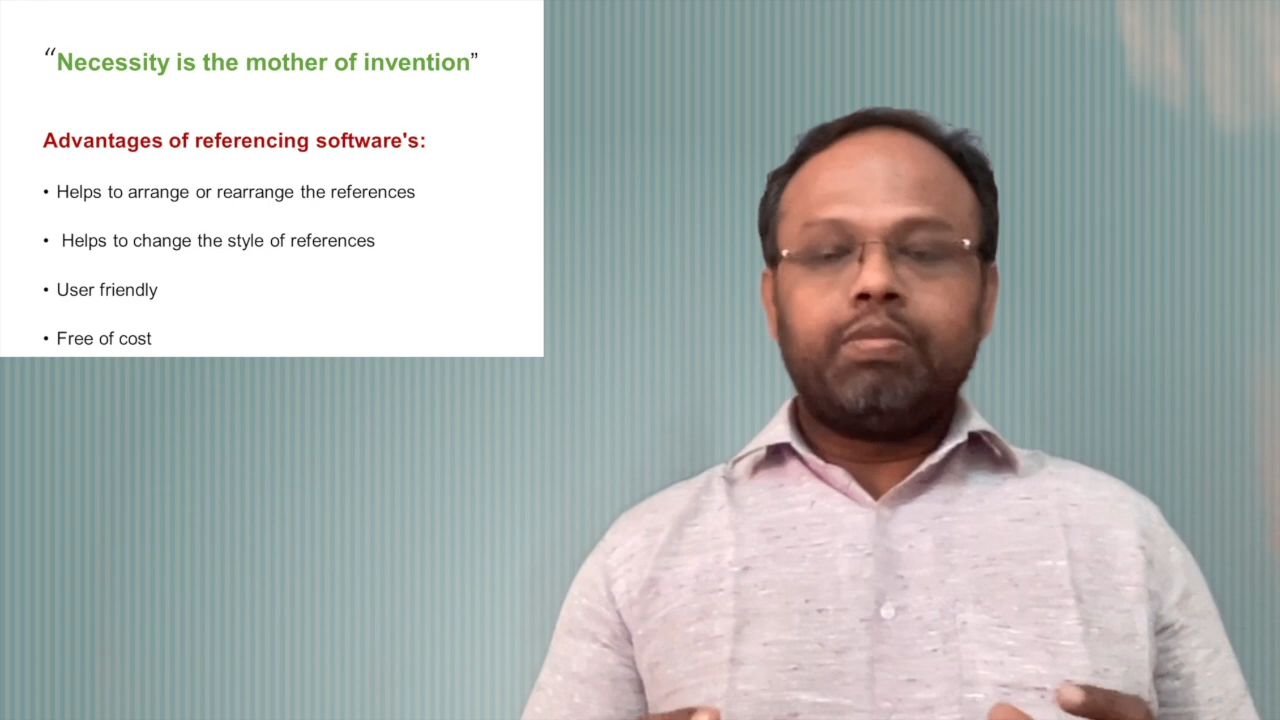 “Necessity is the mother of invention”
Advantages of referencing software's:
• Helps to arrange or rearrange the references
• Helps to change the style of references
• User friendly
• Free of cost